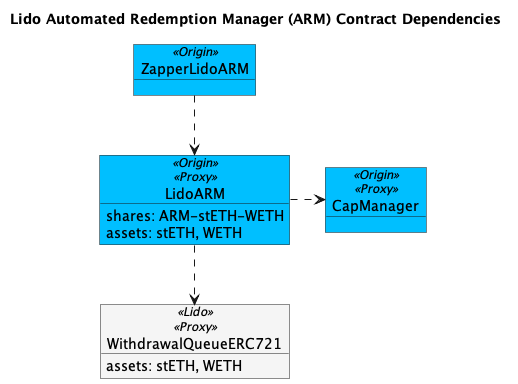 Lido Automated Redemption Manager (ARM) Contract Dependencies
«Origin»
ZapperLidoARM
«Origin»
«Proxy»
LidoARM
shares: ARM-stETH-WETH
assets: stETH, WETH
«Origin»
«Proxy»
CapManager
«Lido»
«Proxy»
WithdrawalQueueERC721
assets: stETH, WETH